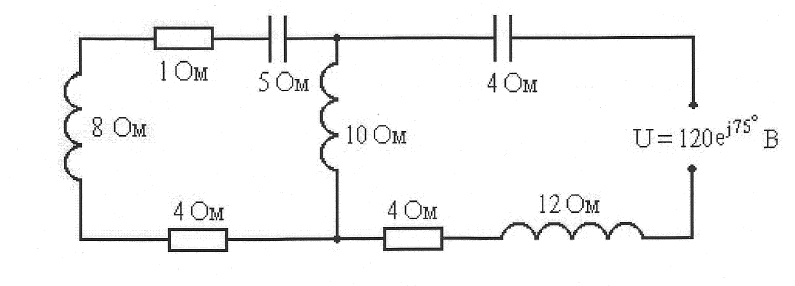 1 Ом
5 Ом
4 Ом
8 Ом
10 Ом
U = 120e^j75° В
4 Ом
4 Ом
12 Ом